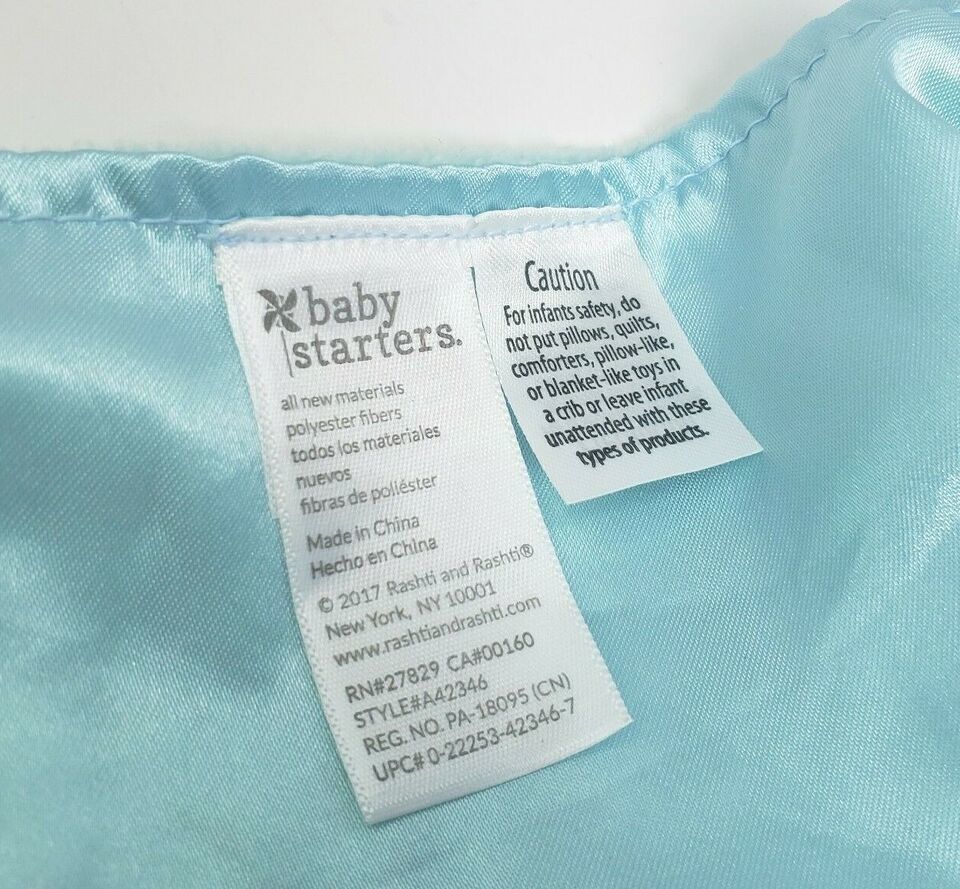 baby
starters.
all new materials
polyester fibers
todos los materiales
nuevos
fibras de poliéster
Made in China
Hecho en China
© 2017 Rashti and Rashti®
New York, NY 10001
www.rashtiandrashti.com
RN#27829 CA#00160
STYLE#A42346
REG. NO. PA-18095 (CN)
UPC# 0-22253-42346-7
Caution
For infants safety, do
not put pillows, quilts,
comforters, pillow-like,
or blanket-like toys in
a crib or leave infant
unattended with these
types of products.